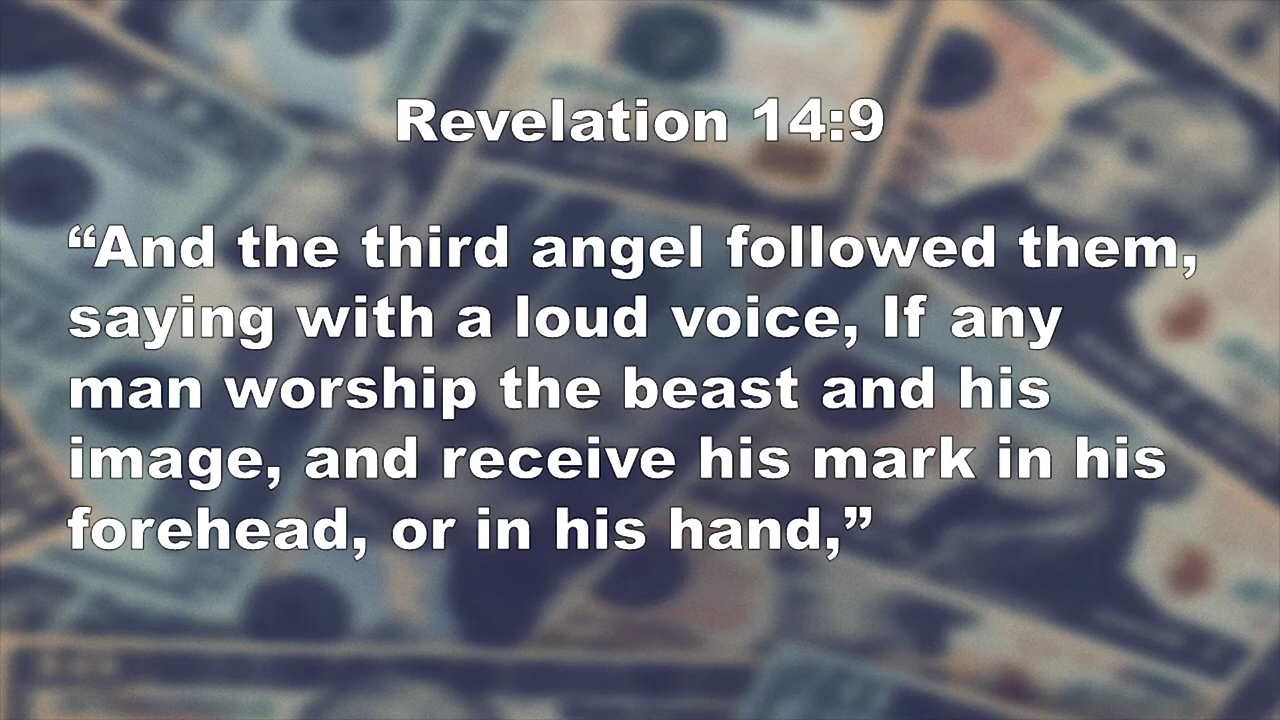 Revelation 14:9
“And the third angel followed them,
saying with a loud voice, If any
man worship the beast and his
image, and receive his mark in his
forehead, or in his hand,”